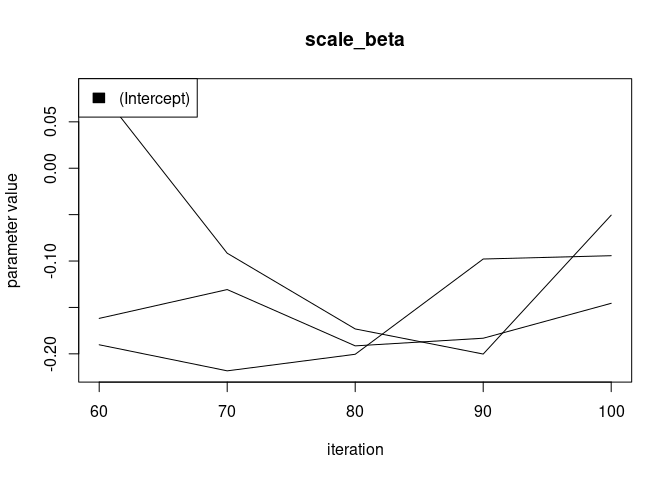 scale_beta
(Intercept)
parameter value
0.05
0.00
-0.10
-0.20
60 70 80 90 100
iteration